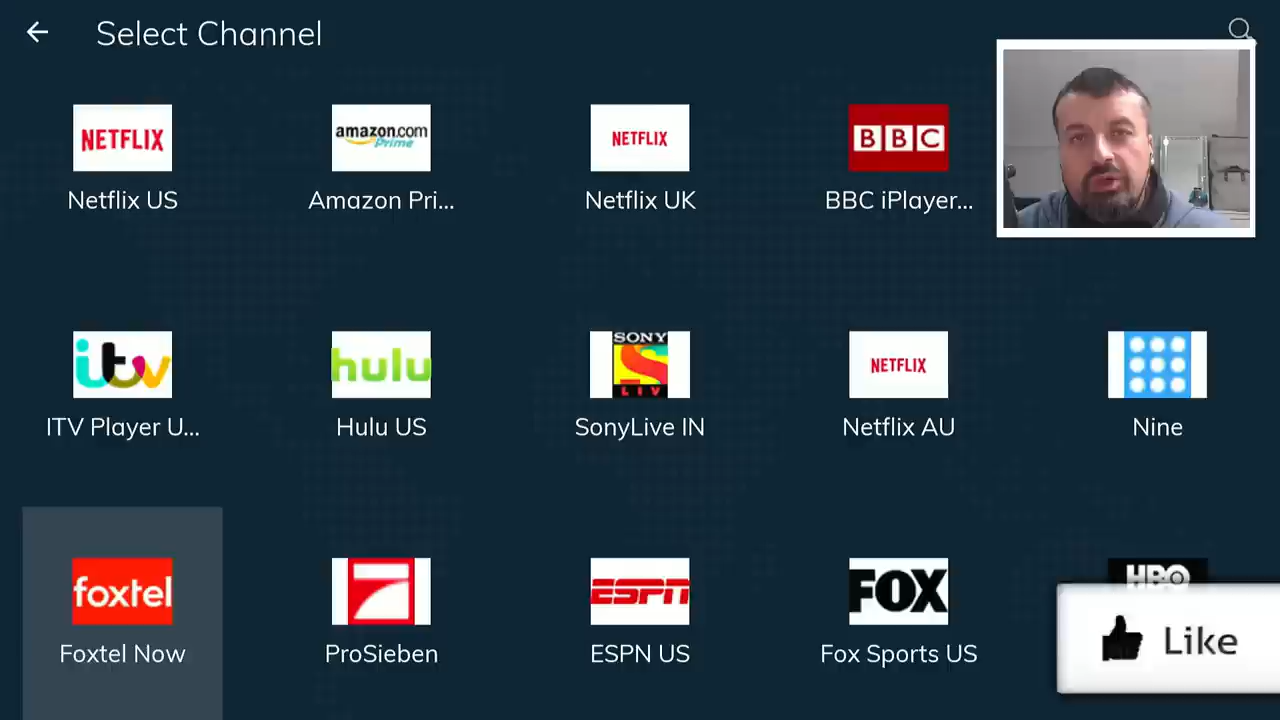 Select Channel
NETFLIX
amazon.com
Prime
NETFLIX
BBC
Netflix US
Amazon Pri...
Netflix UK
BBC iPlayer...
itv
hulu
SONY
LIV
NETFLIX
ITV Player U...
Hulu US
SonyLive IN
Netflix AU
Nine
foxtel
7
ESPN
FOX
HBO
Foxtel Now
ProSieben
ESPN US
Fox Sports US
Like